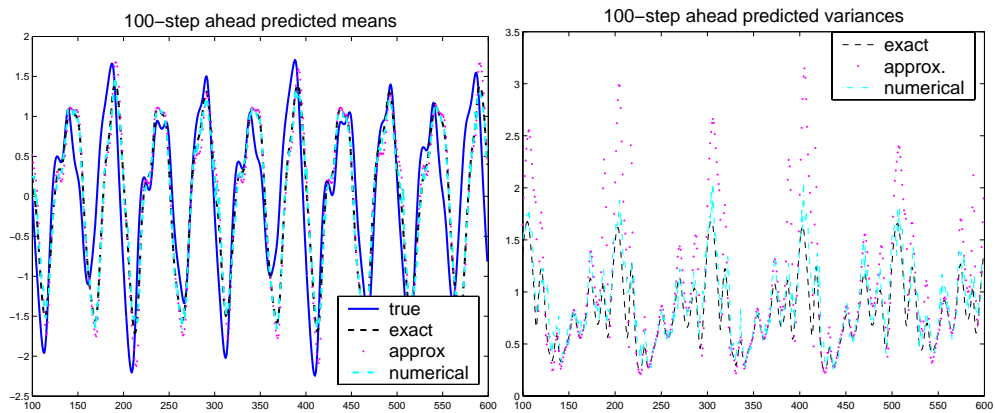 100-step ahead predicted means
2
1.5
1
0.5
0
-0.5
-1
-1.5
-2
-2.5
100 150 200 250 300 350 400 450 500 550 600
true
exact
approx
numerical
100-step ahead predicted variances
3.5
3
2.5
2
1.5
1
0.5
0
100 150 200 250 300 350 400 450 500 550 600
exact
approx.
numerical